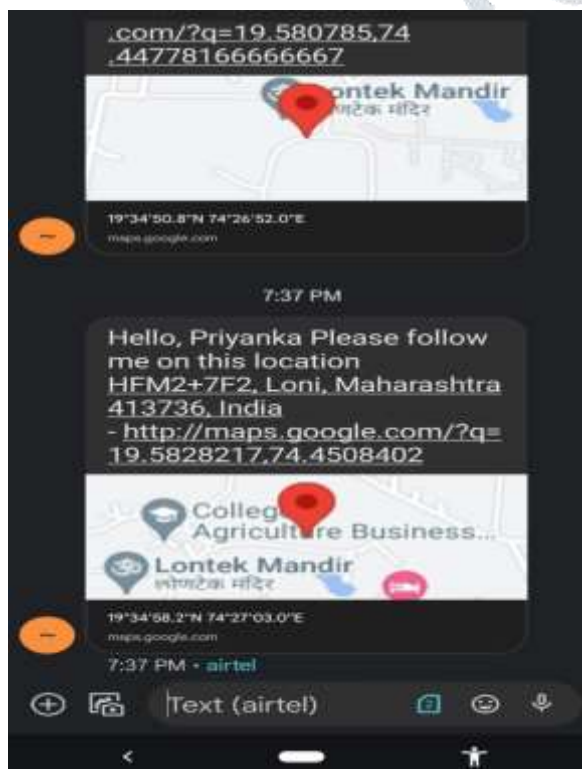 .com/?q=19.580785,74
.44778166666667
ontek Mandir
लोणटेक मंदिर
19°34'50.8"N 74°26'52.0"E
maps.google.com
7:37 PM
Hello, Priyanka Please follow
me on this location
HFM2+7F2, Loni, Maharashtra
413736, India
- http://maps.google.com/?q=
19.5828217,74.4508402
Colleg
Agriculture Business...
Lontek Mandir
लोणटेक मंदिर
19°34'58.2"N 74°27'03.0"E
maps.google.com
7:37 PM • airtel
Text (airtel)